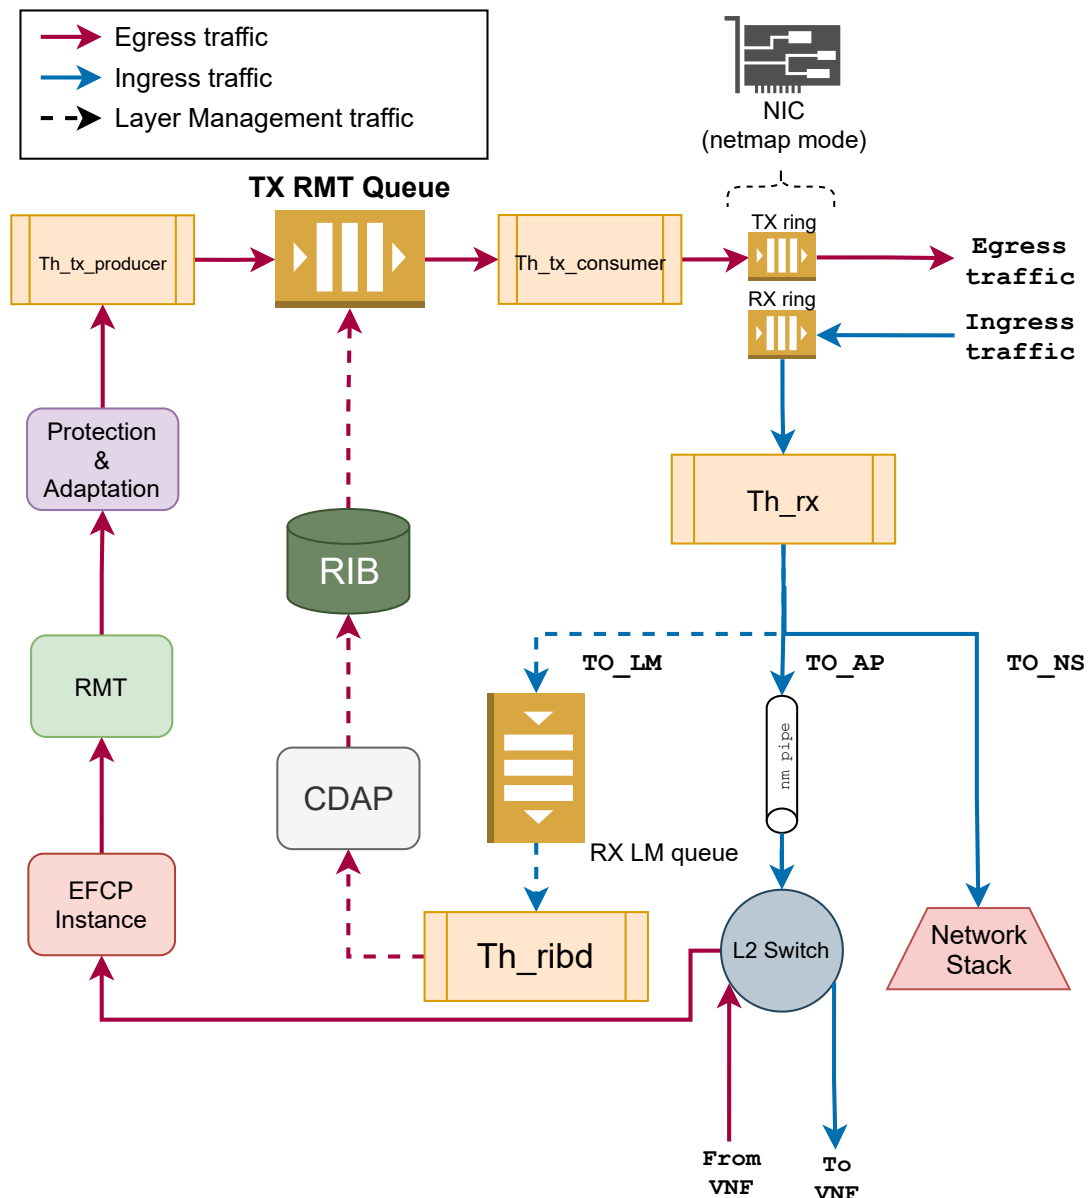 Egress traffic
Ingress traffic
Layer Management traffic
NIC
(netmap mode)
TX RMT Queue
TX ring
Th_tx_producer
Th_tx_consumer
Egress
traffic
RX ring
Ingress
traffic
Protection
&
Adaptation
Th_rx
RIB
TO_LM
TO_AP
TO_NS
RMT
nm pipe
CDAP
RX LM queue
EFCP
Instance
Th_ribd
L2 Switch
Network
Stack
From
VNF
To
VNF